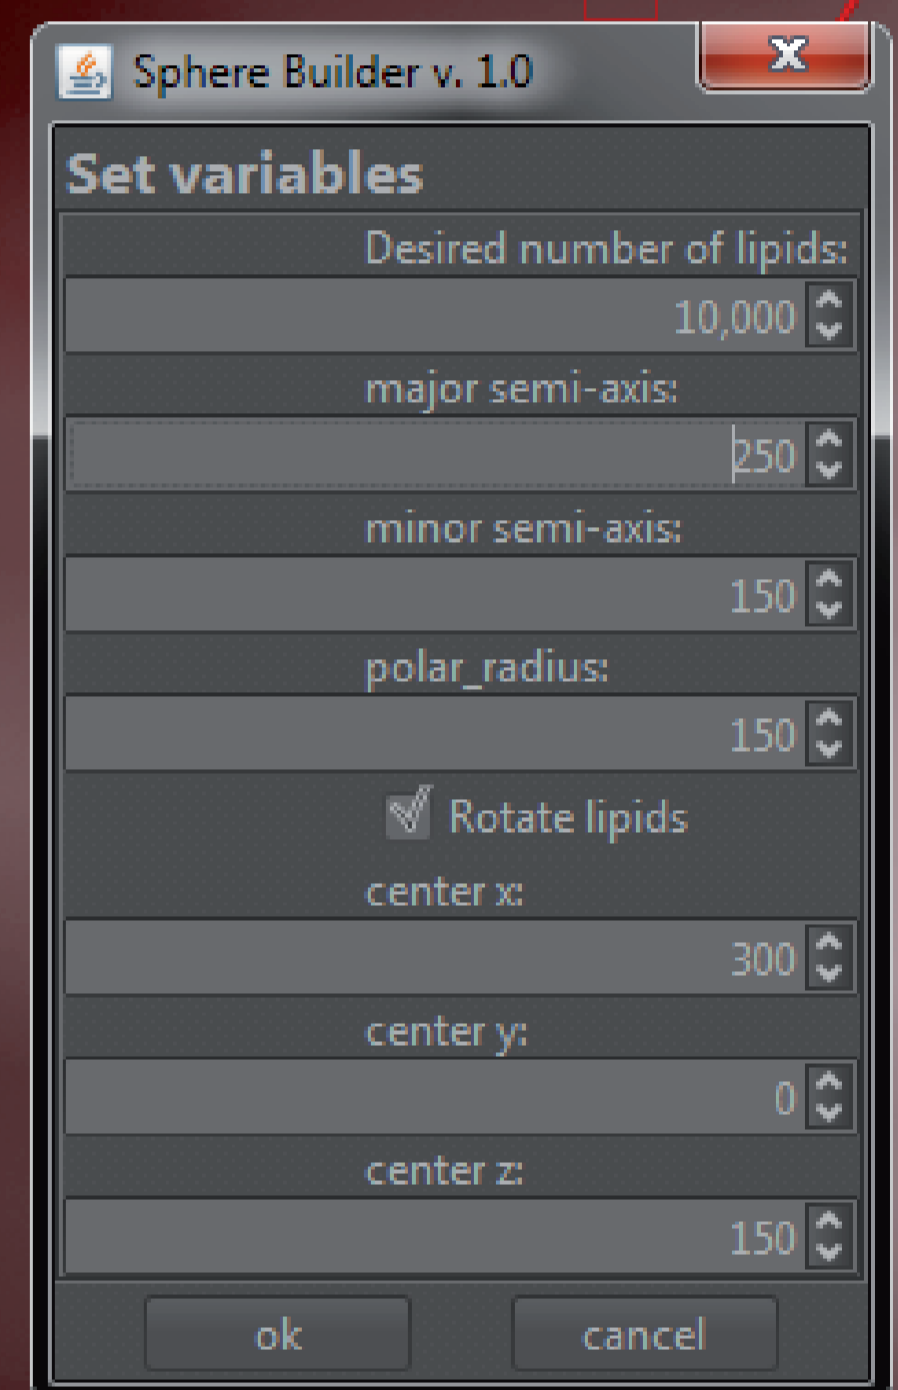 Sphere Builder v. 1.0
Set variables
Desired number of lipids:
10,000
major semi-axis:
250
minor semi-axis:
150
polar_radius:
150
Rotate lipids
center x:
300
center y:
0
center z:
150
ok cancel